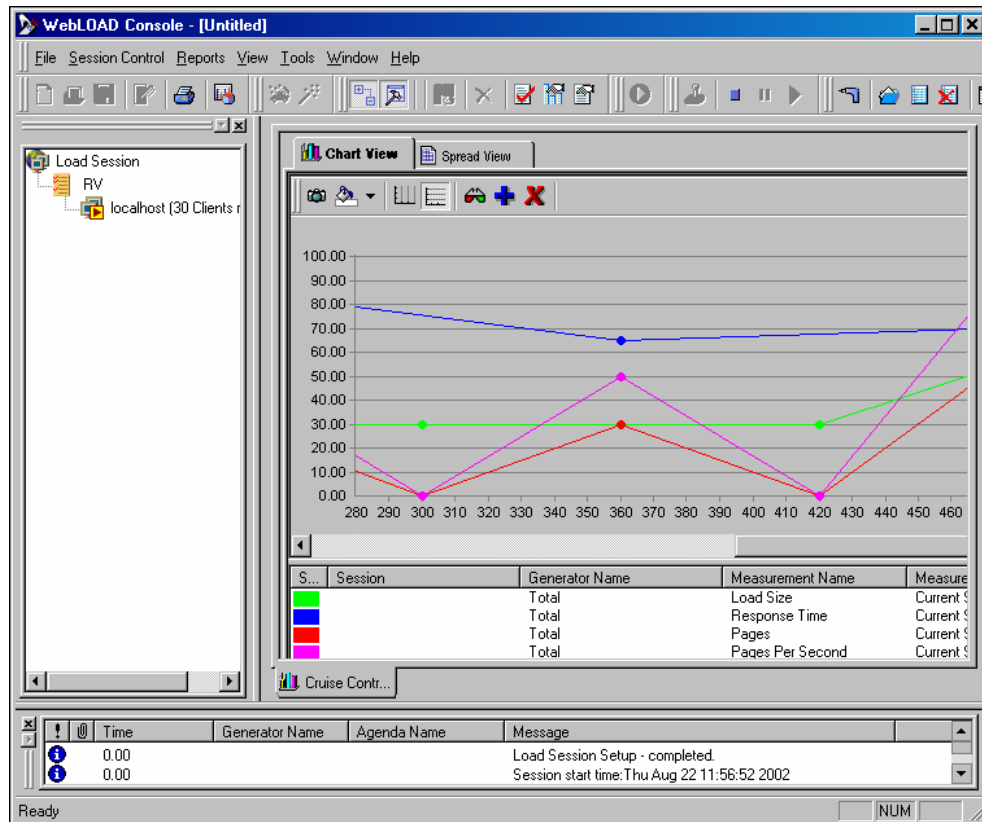 WebLOAD Console - [Untitled]
File Session Control Reports View Tools Window Help
Load Session
RV
localhost (30 Clients r
Chart View Spread View
100.00
90.00
80.00
70.00
60.00
50.00
40.00
30.00
20.00
10.00
0.00
280 290 300 310 320 330 340 350 360 370 380 390 400 410 420 430 440 450 460
S... Session Generator Name Measurement Name Measure
Total Load Size Current S
Total Response Time Current S
Total Pages Current S
Total Pages Per Second Current S
Cruise Contr...
! Time Generator Name Agenda Name Message
0.00 Load Session Setup - completed.
0.00 Session start time:Thu Aug 22 11:56:52 2002
Ready NUM